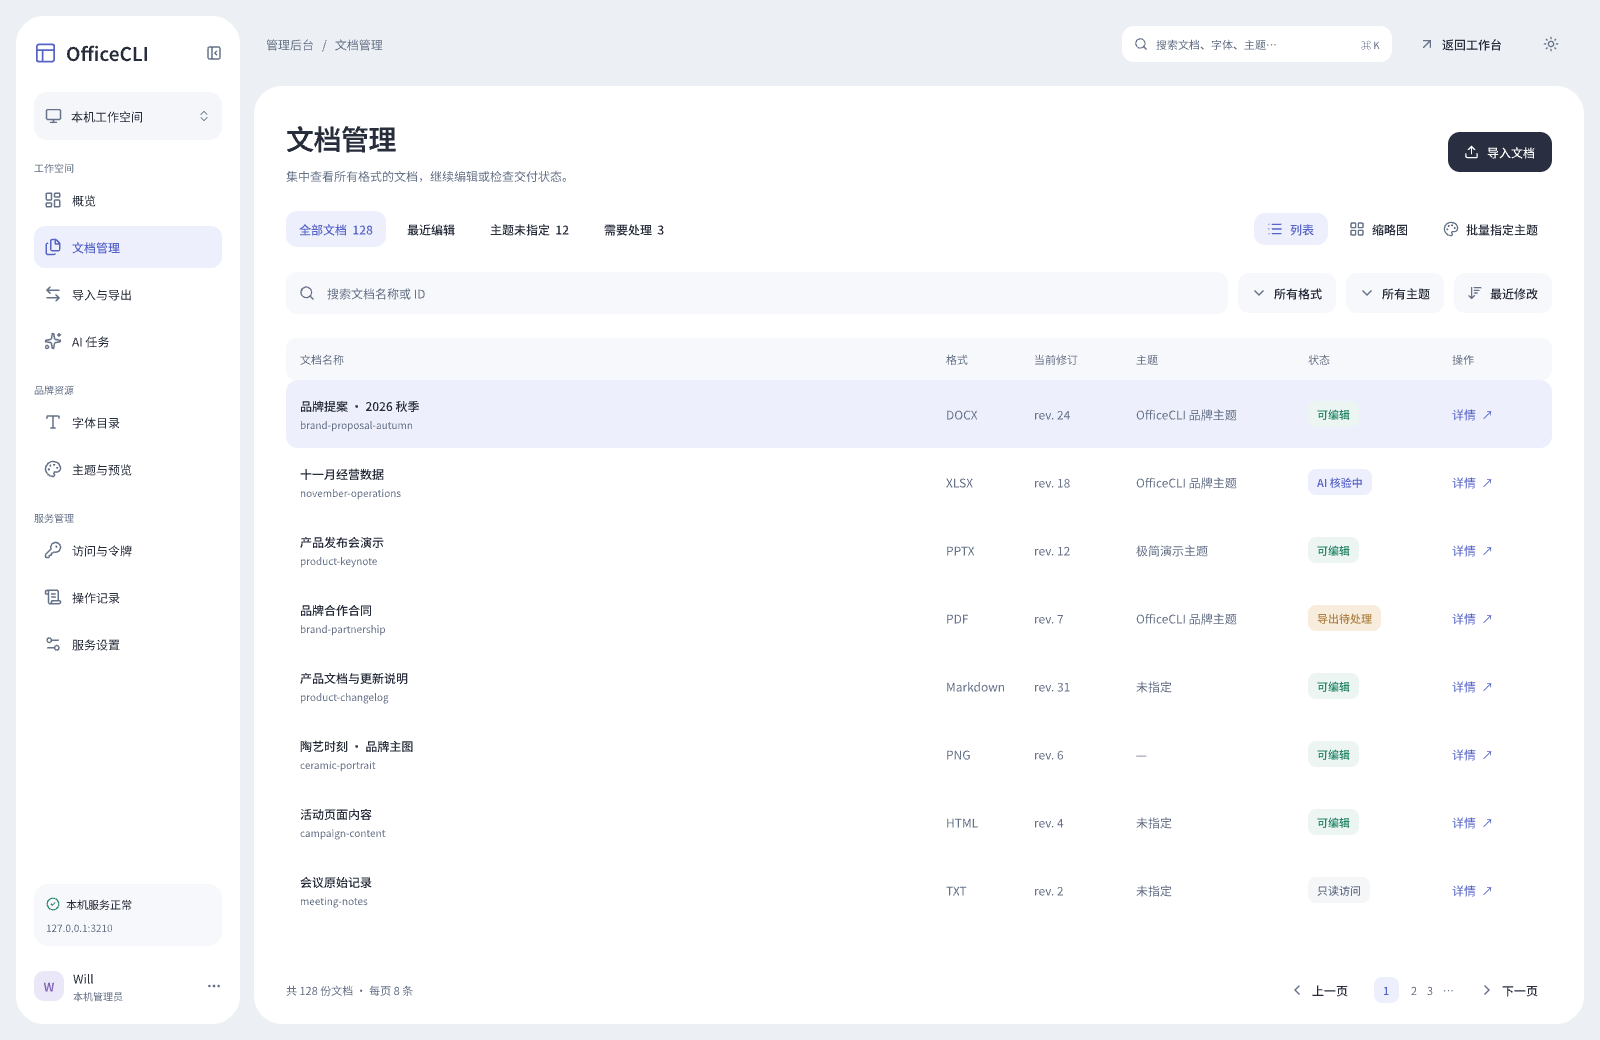 OfficeCLI
本机工作空间
工作空间
概览
文档管理
导入与导出
AI 任务
品牌资源
字体目录
主题与预览
服务管理
访问与令牌
操作记录
服务设置
本机服务正常
127.0.0.1:3210
W
Will
本机管理员
管理后台 / 文档管理
搜索文档、字体、主题… ⌘ K
返回工作台
文档管理
集中查看所有格式的文档，继续编辑或检查交付状态。
导入文档
全部文档 128 最近编辑 主题未指定 12 需要处理 3
列表 缩略图 批量指定主题
搜索文档名称或 ID
所有格式 所有主题 最近修改
文档名称 格式 当前修订 主题 状态 操作
品牌提案 · 2026 秋季
brand-proposal-autumn
DOCX rev. 24 OfficeCLI 品牌主题 可编辑 详情 ↗
十一月经营数据
november-operations
XLSX rev. 18 OfficeCLI 品牌主题 AI 核验中 详情 ↗
产品发布会演示
product-keynote
PPTX rev. 12 极简演示主题 可编辑 详情 ↗
品牌合作合同
brand-partnership
PDF rev. 7 OfficeCLI 品牌主题 导出待处理 详情 ↗
产品文档与更新说明
product-changelog
Markdown rev. 31 未指定 可编辑 详情 ↗
陶艺时刻 · 品牌主图
ceramic-portrait
PNG rev. 6 — 可编辑 详情 ↗
活动页面内容
campaign-content
HTML rev. 4 未指定 可编辑 详情 ↗
会议原始记录
meeting-notes
TXT rev. 2 未指定 只读访问 详情 ↗
共 128 份文档 · 每页 8 条
上一页 1 2 3 … 下一页